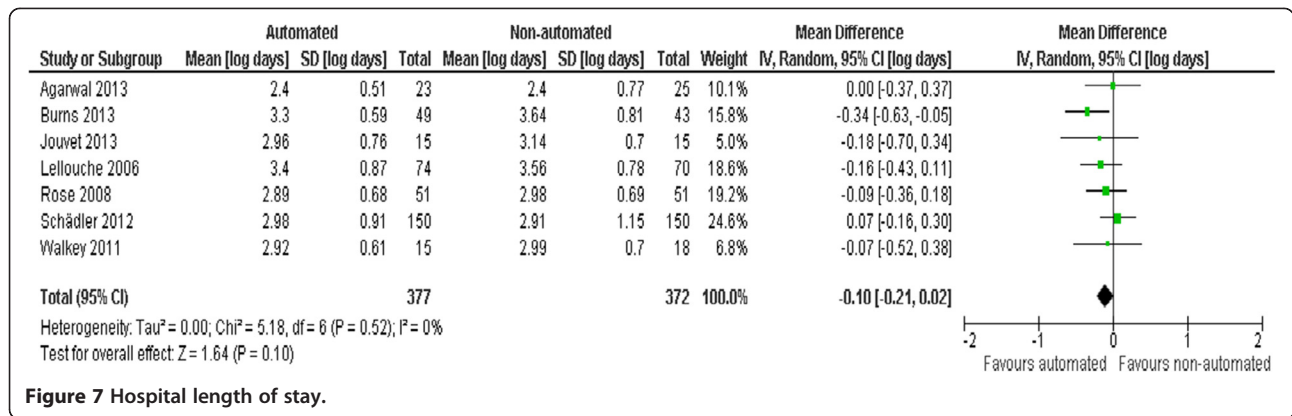 Automated Non-automated Mean Difference Mean Difference
Study or Subgroup Mean [log days] SD [log days] Total Mean [log days] SD [log days] Total Weight IV, Random, 95% CI [log days] IV, Random, 95% CI [log days]
Agarwal 2013 2.4 0.51 23 2.4 0.77 25 10.1% 0.00 [-0.37, 0.37]
Burns 2013 3.3 0.59 49 3.64 0.81 43 15.8% -0.34 [-0.63, -0.05]
Jouvet 2013 2.96 0.76 15 3.14 0.7 15 5.0% -0.18 [-0.70, 0.34]
Lellouche 2006 3.4 0.87 74 3.56 0.78 70 18.6% -0.16 [-0.43, 0.11]
Rose 2008 2.89 0.68 51 2.98 0.69 51 19.2% -0.09 [-0.36, 0.18]
Schädler 2012 2.98 0.91 150 2.91 1.15 150 24.6% 0.07 [-0.16, 0.30]
Walkey 2011 2.92 0.61 15 2.99 0.7 18 6.8% -0.07 [-0.52, 0.38]
Total (95% CI) 377 372 100.0% -0.10 [-0.21, 0.02]
Heterogeneity: Tau² = 0.00; Chi² = 5.18, df = 6 (P = 0.52); I² = 0%
Test for overall effect: Z = 1.64 (P = 0.10)
-2 -1 0 1 2
Favours automated Favours non-automated
Figure 7 Hospital length of stay.